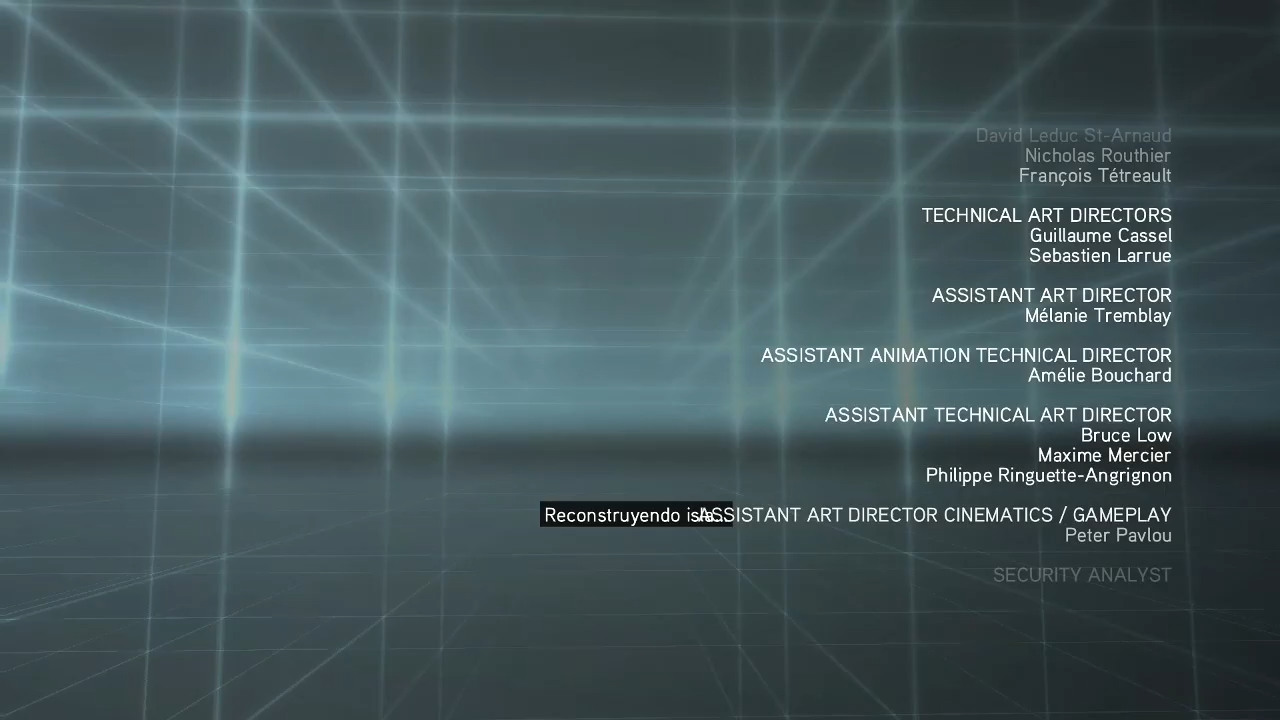 David Leduc St-Arnaud
Nicholas Routhier
François Tétreault
TECHNICAL ART DIRECTORS
Guillaume Cassel
Sebastien Larrue
ASSISTANT ART DIRECTOR
Mélanie Tremblay
ASSISTANT ANIMATION TECHNICAL DIRECTOR
Amélie Bouchard
ASSISTANT TECHNICAL ART DIRECTOR
Bruce Low
Maxime Mercier
Philippe Ringuette-Angrignon
Reconstruyendo isla...
ASSISTANT ART DIRECTOR CINEMATICS / GAMEPLAY
Peter Pavlou
SECURITY ANALYST